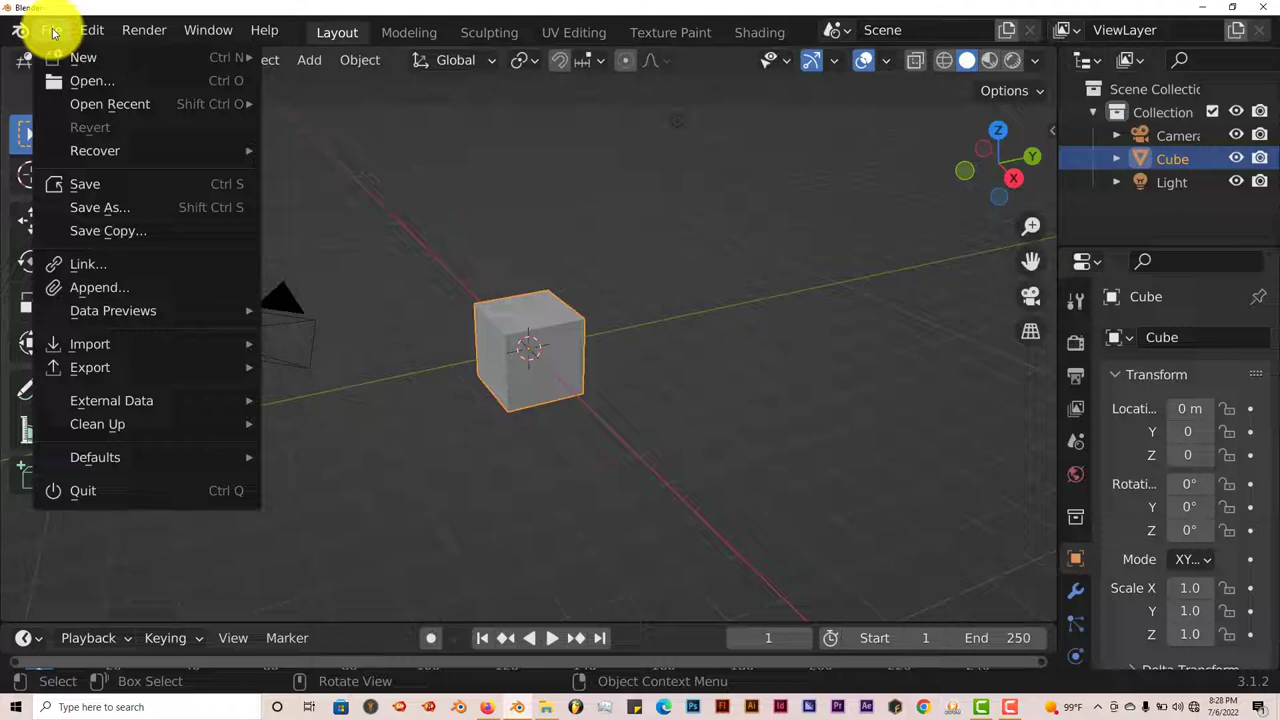 Blender
File Edit Render Window Help Layout Modeling Sculpting UV Editing Texture Paint Shading Scene ViewLayer
New Ctrl N
Open... Ctrl O
Open Recent Shift Ctrl O
Revert
Recover
Save Ctrl S
Save As... Shift Ctrl S
Save Copy...
Link...
Append...
Data Previews
Import
Export
External Data
Clean Up
Defaults
Quit Ctrl Q
ect Add Object Global
Options
Z
Y
X
Scene Collectic
Collection
Camera
Cube
Light
Cube
Cube
Transform
Locati... 0 m
Y 0
Z 0
Rotati... 0°
Y 0°
Z 0°
Mode XY...
Scale X 1.0
Y 1.0
Z 1.0
Delta Transform
Playback Keying View Marker 1 Start 1 End 250
Select Box Select Rotate View Object Context Menu 3.1.2
Type here to search 99°F 8:28 PM
7/6/2022